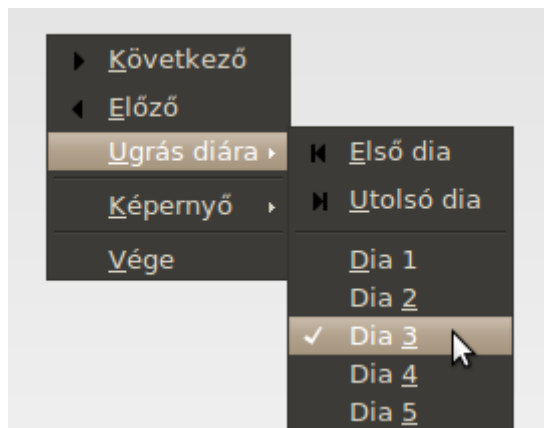 Következő
Előző
Ugrás diára
Képernyő
Vége
Első dia
Utolsó dia
Dia 1
Dia 2
Dia 3
Dia 4
Dia 5